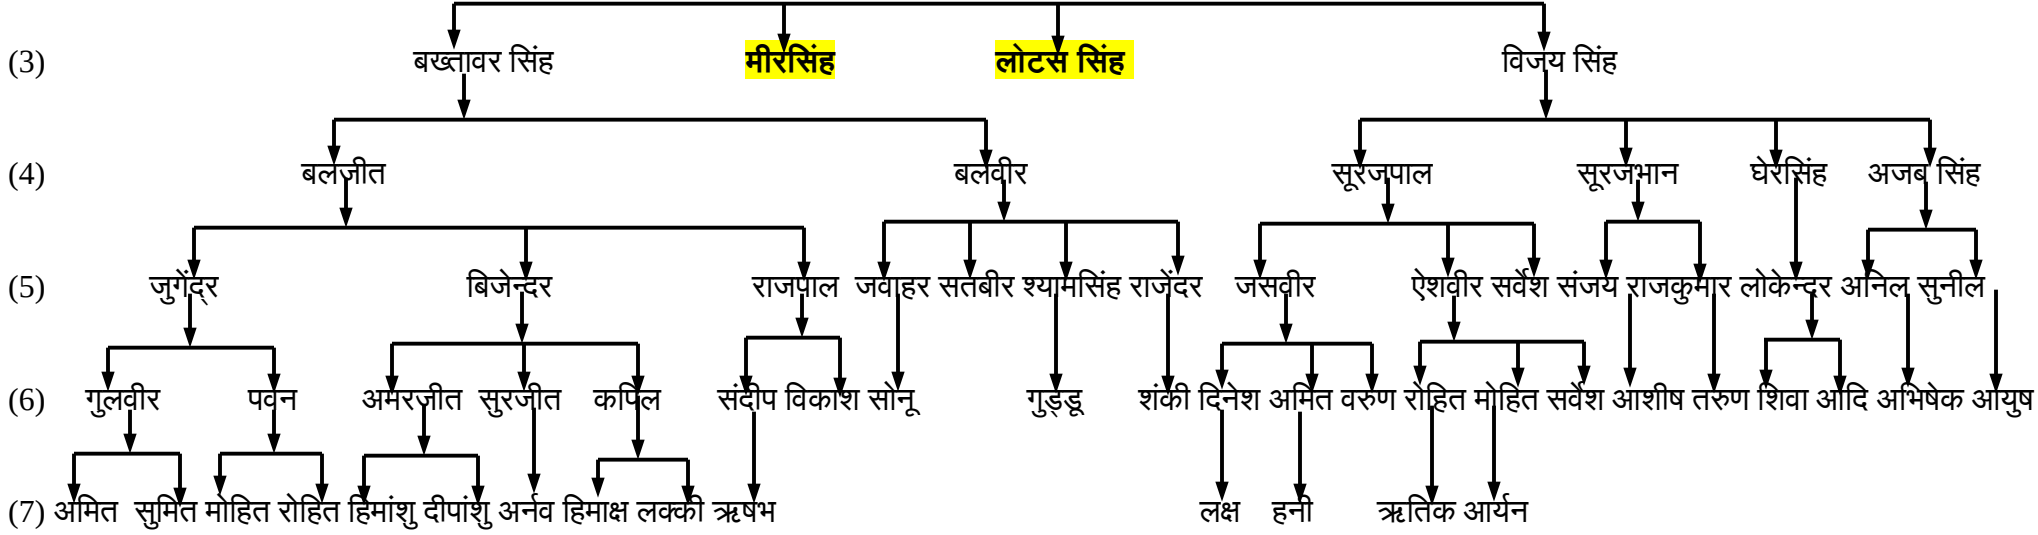 (3) बख्तावर सिंह मीरसिंह लोटस सिंह विजय सिंह
(4) बलजीत बलवीर सूरजपाल सूरजभान घेरसिंह अजब सिंह
(5) जुगेंद्र बिजेन्दर राजपाल जवाहर सतबीर श्यामसिंह राजेंदर जसवीर ऐशवीर सर्वेश संजय राजकुमार लोकेन्दर अनिल सुनील
(6) गुलवीर पवन अमरजीत सुरजीत कपिल संदीप विकाश सोनू गुड्डू शंकी दिनेश अमित वरुण रोहित मोहित सर्वेश आशीष तरुण शिवा आदि अभिषेक आयुष
(7) अमित सुमित मोहित रोहित हिमांशु दीपांशु अर्नव हिमाक्ष लक्की ऋषभ लक्ष हनी ऋतिक आर्यन